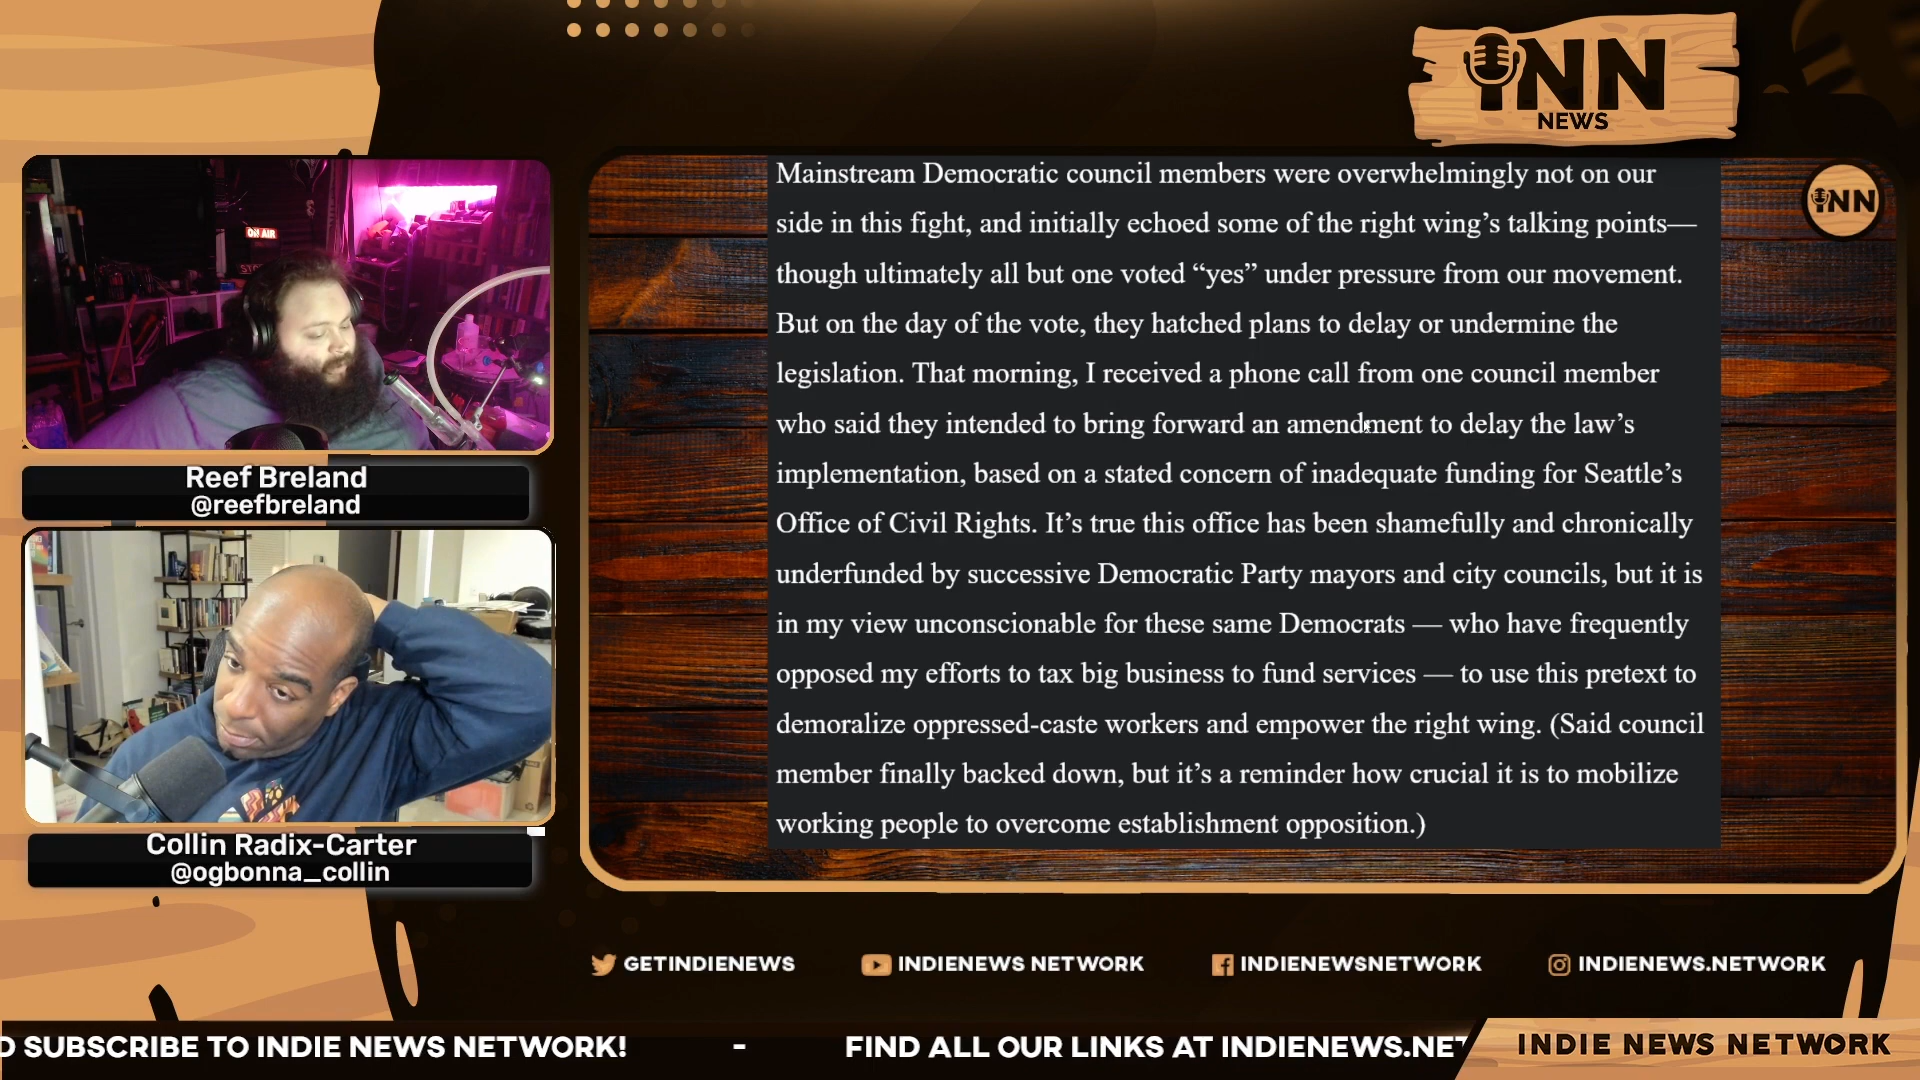 INN
NEWS
INN
ON AIR
Mainstream Democratic council members were overwhelmingly not on our
side in this fight, and initially echoed some of the right wing’s talking points—
though ultimately all but one voted “yes” under pressure from our movement.
But on the day of the vote, they hatched plans to delay or undermine the
legislation. That morning, I received a phone call from one council member
who said they intended to bring forward an amendment to delay the law’s
implementation, based on a stated concern of inadequate funding for Seattle’s
Office of Civil Rights. It’s true this office has been shamefully and chronically
underfunded by successive Democratic Party mayors and city councils, but it is
in my view unconscionable for these same Democrats — who have frequently
opposed my efforts to tax big business to fund services — to use this pretext to
demoralize oppressed-caste workers and empower the right wing. (Said council
member finally backed down, but it’s a reminder how crucial it is to mobilize
working people to overcome establishment opposition.)
Reef Breland
@reefbreland
Collin Radix-Carter
@ogbonna_collin
GETINDIENEWS
INDIENEWS NETWORK
INDIENEWSNETWORK
INDIENEWS.NETWORK
D SUBSCRIBE TO INDIE NEWS NETWORK! - FIND ALL OUR LINKS AT INDIENEWS.NET
INDIE NEWS NETWORK